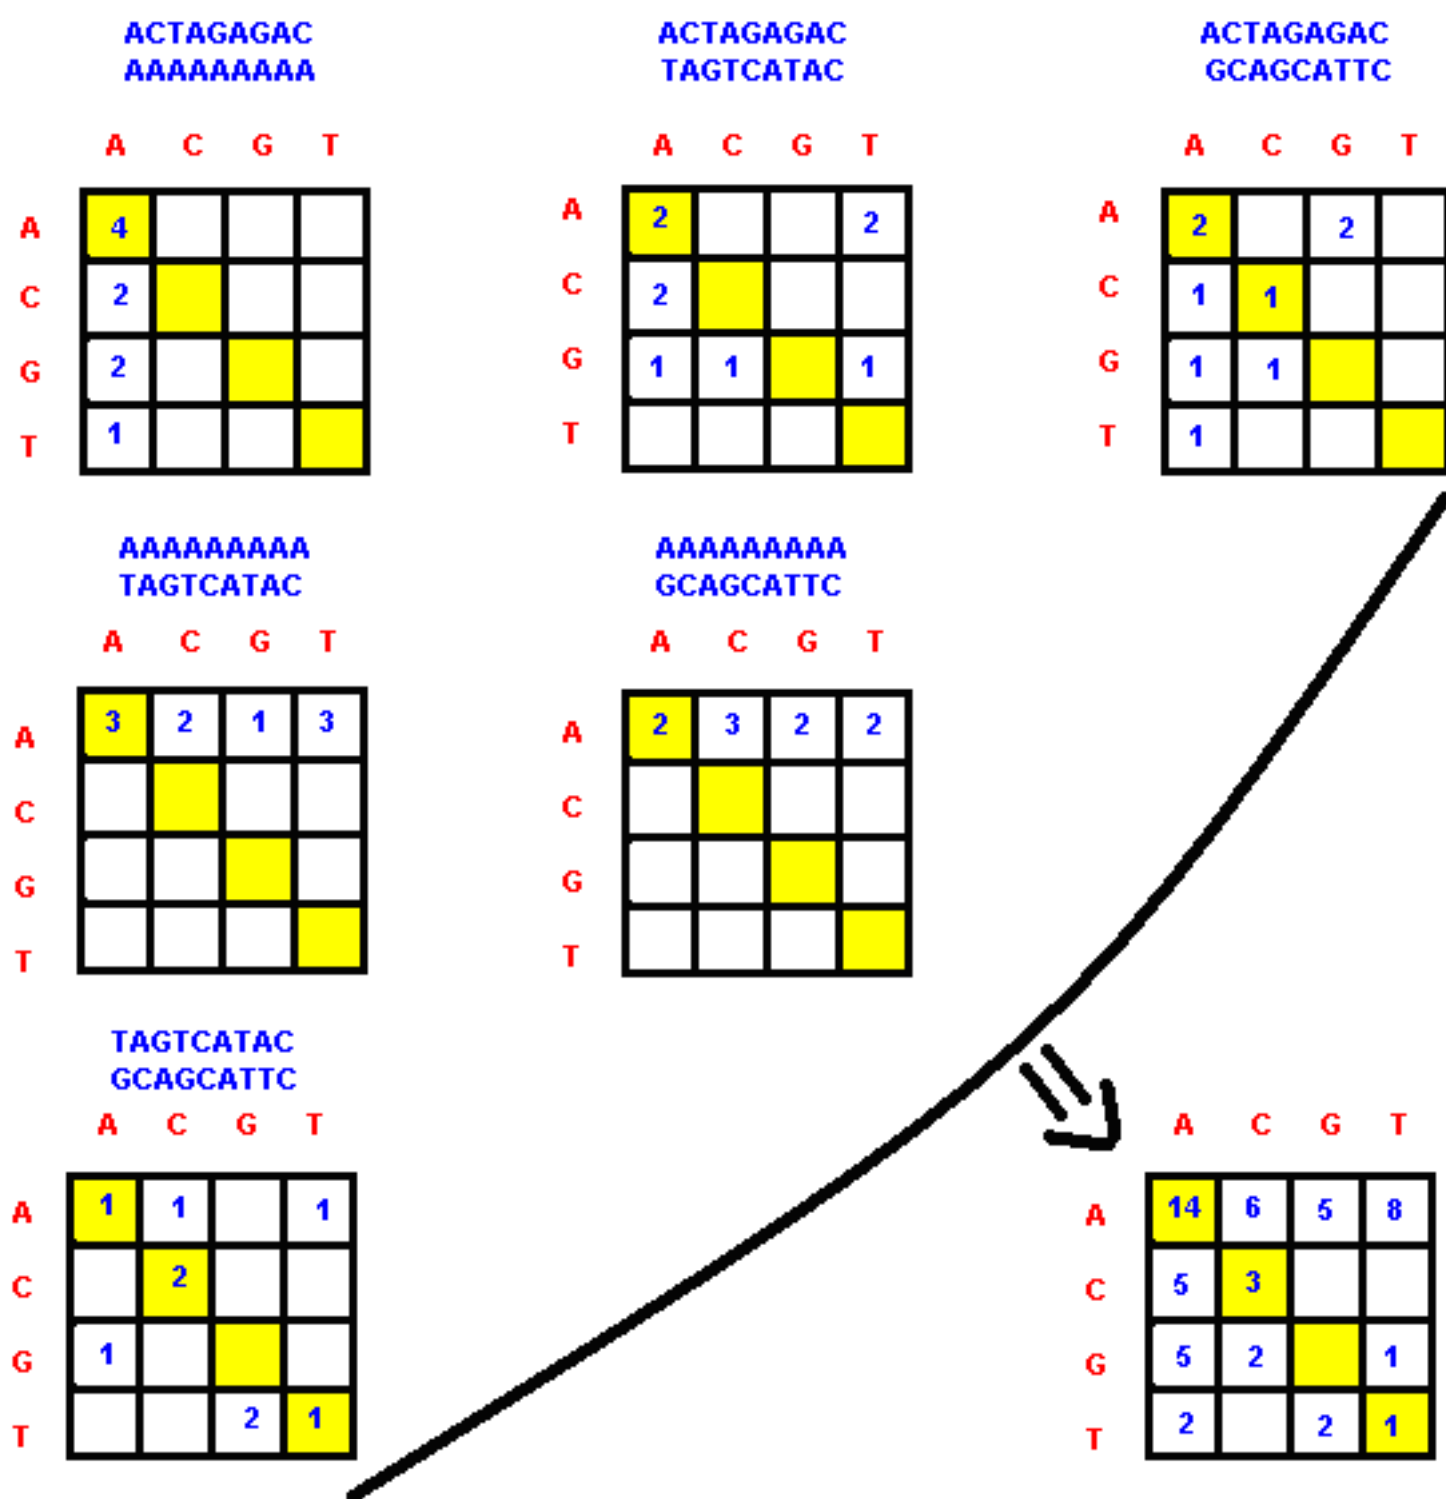 ACTAGAGAC ACTAGAGAC ACTAGAGAC
AAAAAAAAA TAGTCATAC GCAGCATTC
A C G T A C G T A C G T
A 4 A 2 2 A 2 2
C 2 C 2 C 1 1
G 2 G 1 1 1 G 1 1
T 1 T T 1
AAAAAAAAA AAAAAAAAA
TAGTCATAC GCAGCATTC
A C G T A C G T
A 3 2 1 3 A 2 3 2 2
C C
G G
T T
TAGTCATAC
GCAGCATTC
A C G T A C G T
A 1 1 1 A 14 6 5 8
C 2 C 5 3
G 1 G 5 2 1
T 2 1 T 2 2 1